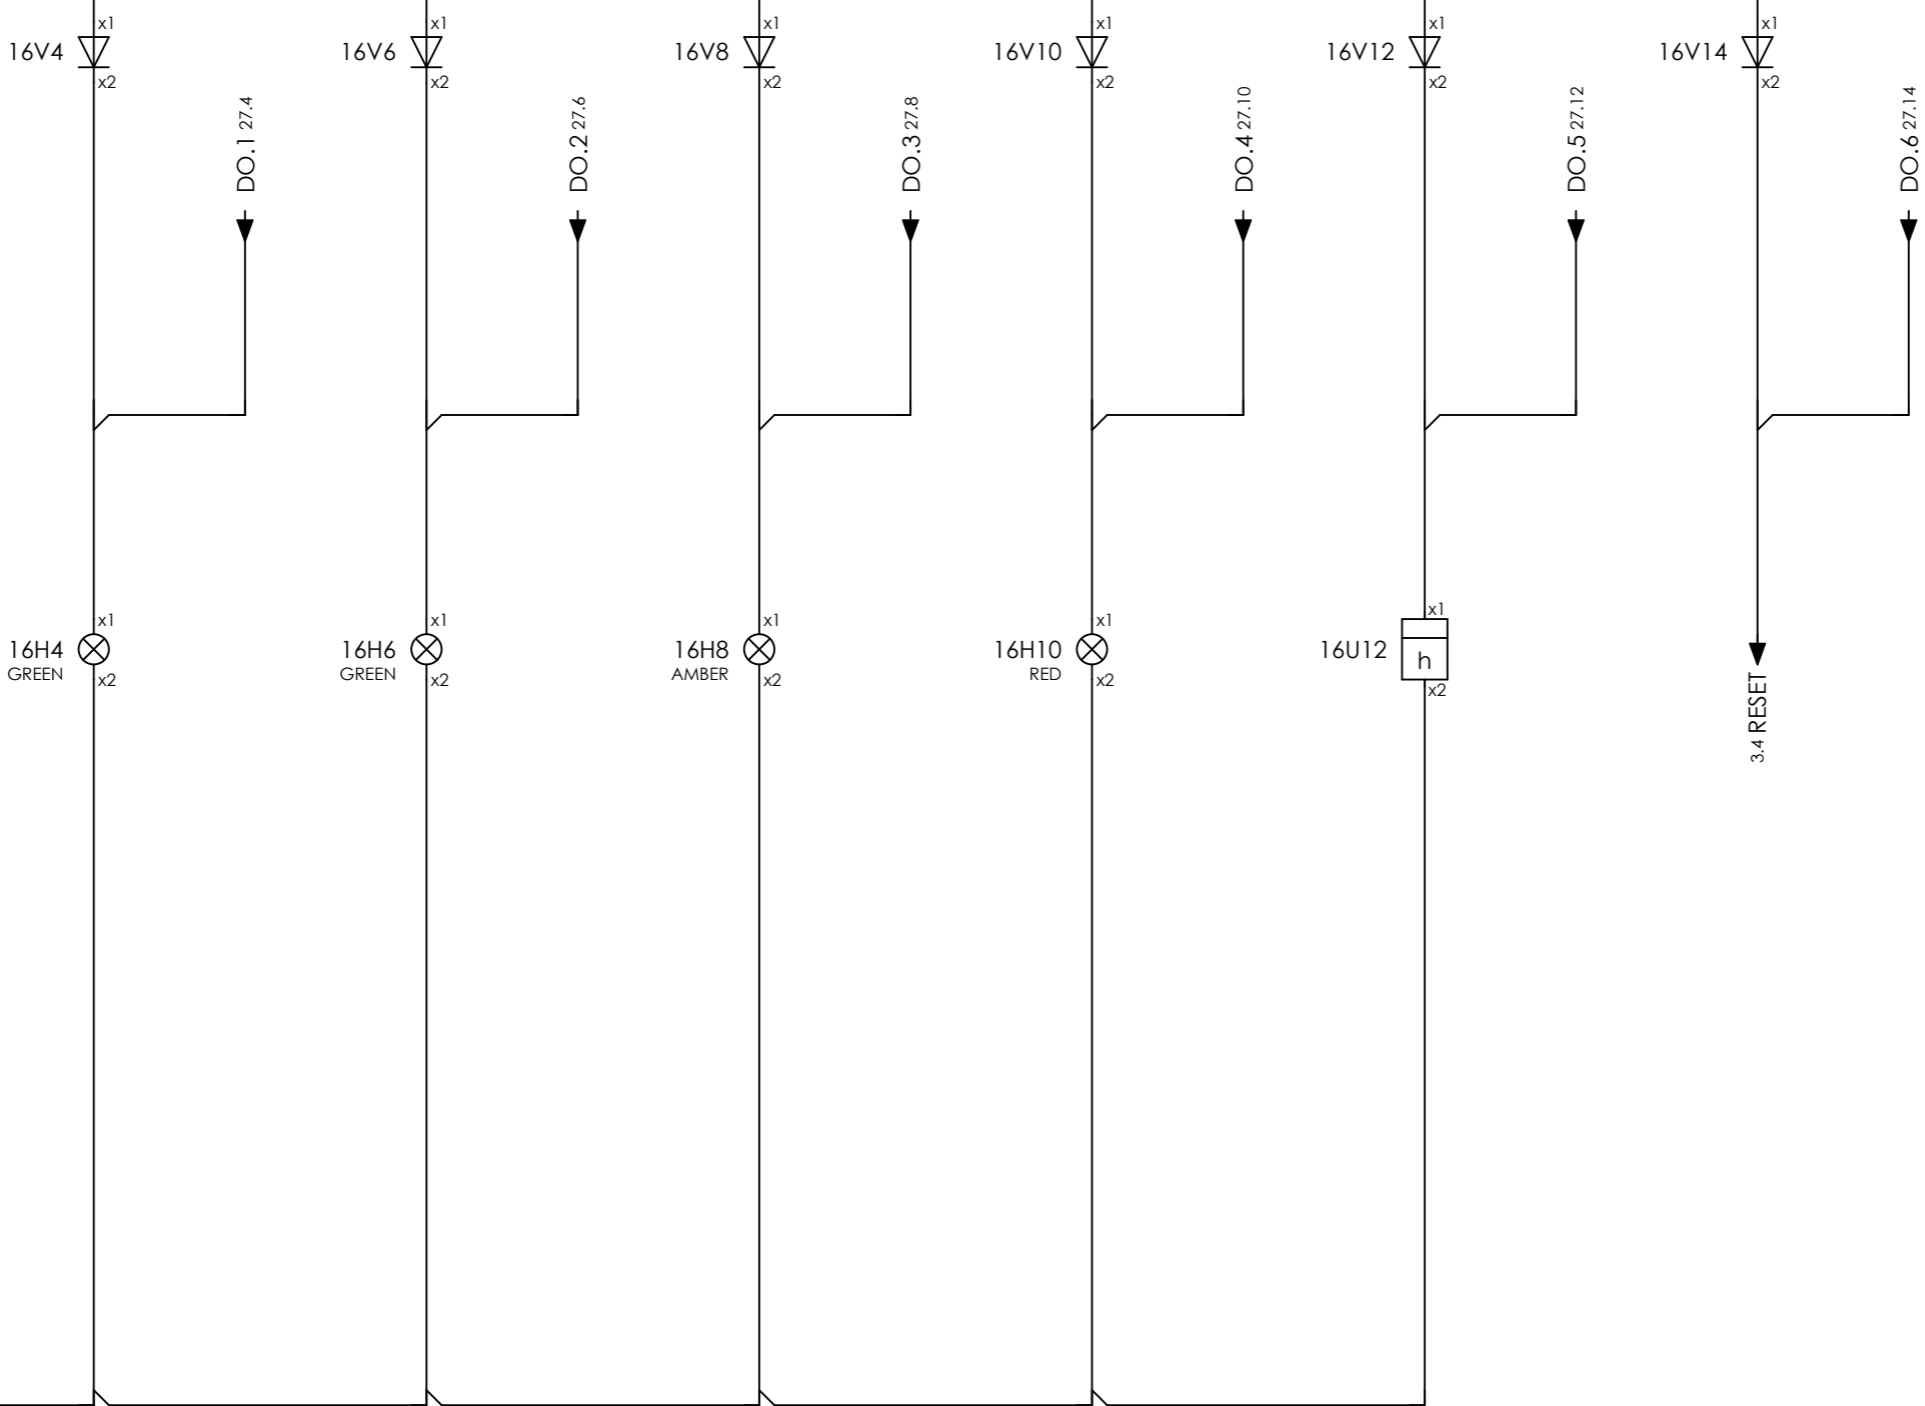 x1 x1 x1 x1 x1 x1
16V4 16V6 16V8 16V10 16V12 16V14
x2 x2 x2 x2 x2 x2
DO.1 27.4
DO.2 27.6
DO.3 27.8
DO.4 27.10
DO.5 27.12
DO.6 27.14
x1 x1 x1 x1 x1
16H4 16H6 16H8 16H10 16U12 h
GREEN GREEN AMBER RED
x2 x2 x2 x2 x2
3.4 RESET